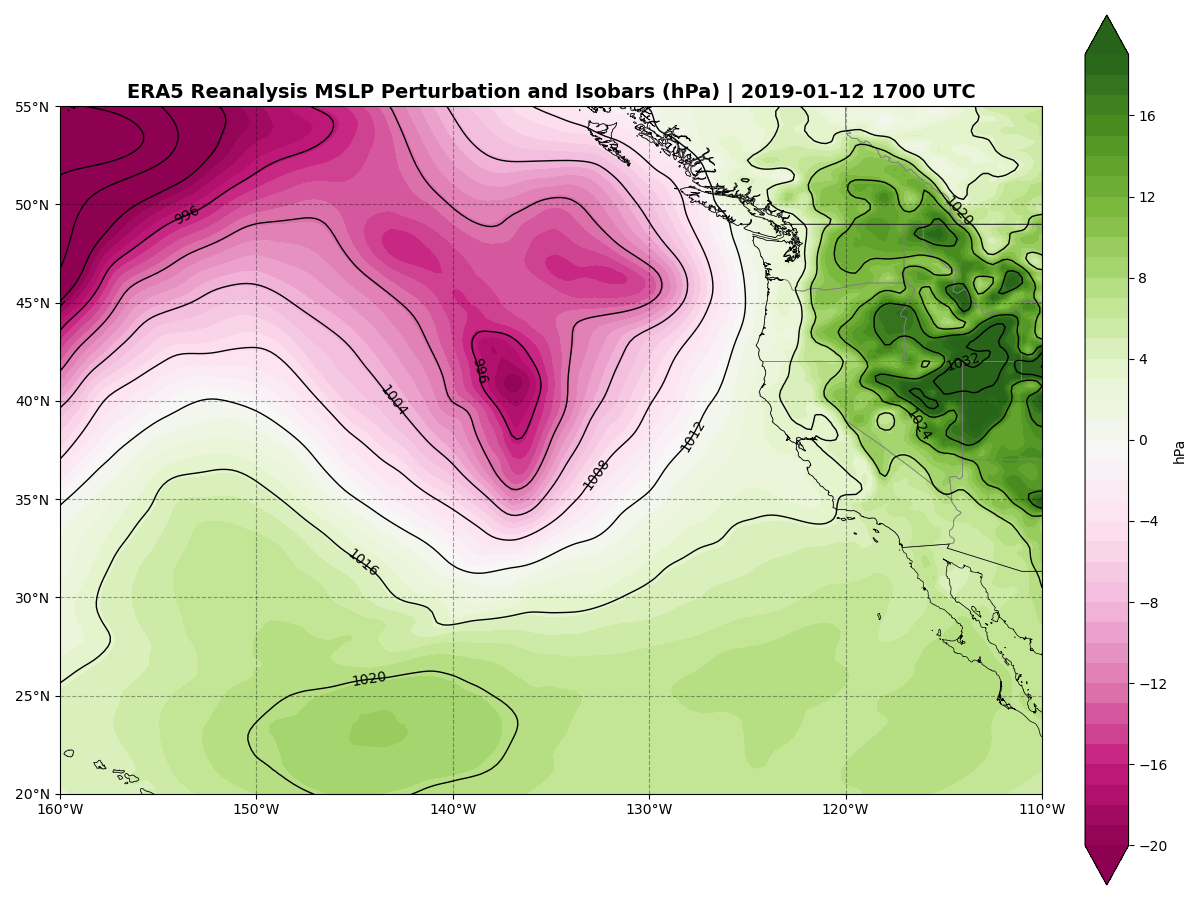 ERA5 Reanalysis MSLP Perturbation and Isobars (hPa) | 2019-01-12 1700 UTC
55°N
50°N
45°N
40°N
35°N
30°N
25°N
20°N
160°W
150°W
140°W
130°W
120°W
110°W
996
996
1004
1008
1012
1016
1020
1020
1024
1032
16
12
8
4
0
−4
−8
−12
−16
−20
hPa